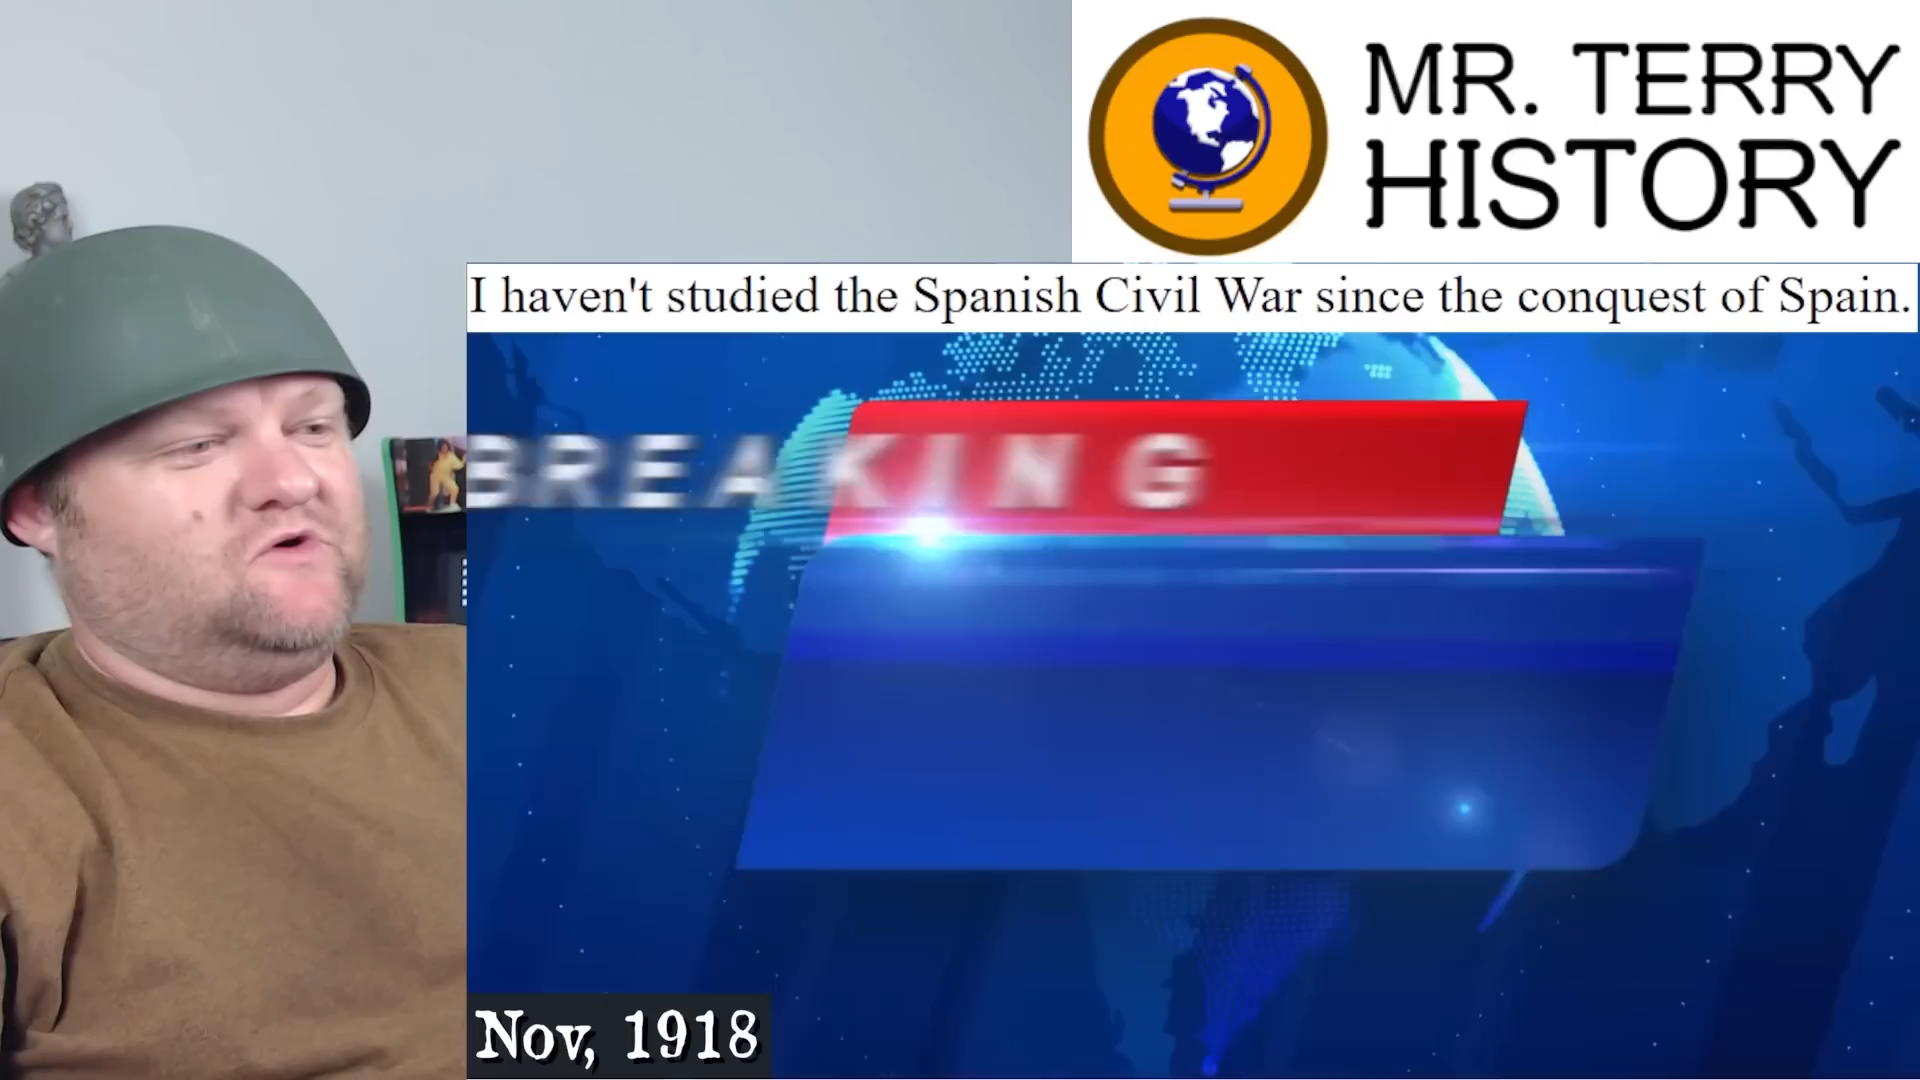 MR. TERRY
HISTORY
I haven't studied the Spanish Civil War since the conquest of Spain.
BREAKING
Nov, 1918